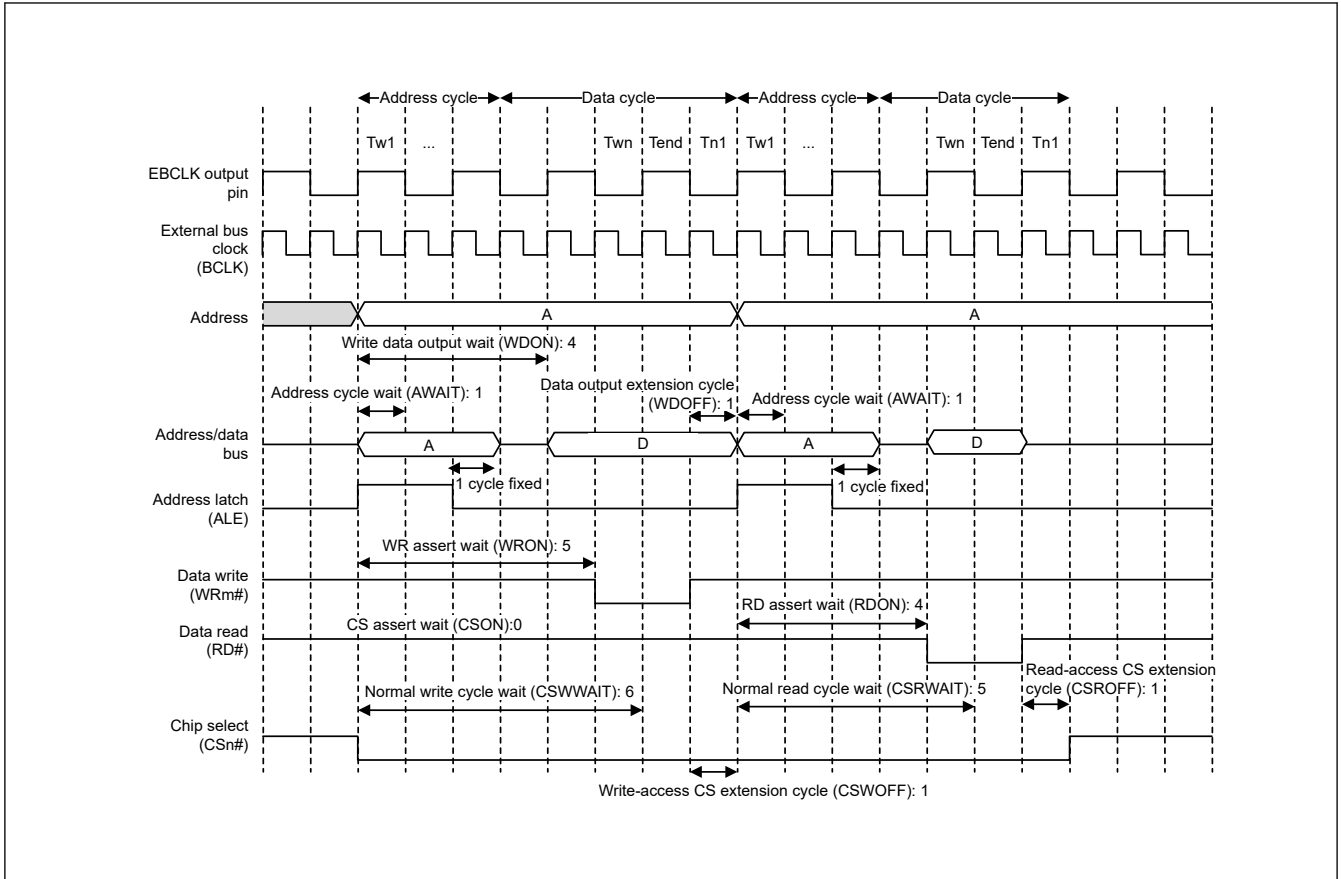 Address cycle
Data cycle
Address cycle
Data cycle
Tw1
...
Twn
Tend
Tn1
Tw1
...
Twn
Tend
Tn1
EBCLK output
pin
External bus
clock
(BCLK)
Address
A
A
Write data output wait (WDON): 4
Address cycle wait (AWAIT): 1
Data output extension cycle
(WDOFF): 1
Address cycle wait (AWAIT): 1
Address/data
bus
A
D
A
D
1 cycle fixed
1 cycle fixed
Address latch
(ALE)
WR assert wait (WRON): 5
Data write
(WRm#)
RD assert wait (RDON): 4
CS assert wait (CSON):0
Data read
(RD#)
Read-access CS extension
cycle (CSROFF): 1
Normal write cycle wait (CSWWAIT): 6
Normal read cycle wait (CSRWAIT): 5
Chip select
(CSn#)
Write-access CS extension cycle (CSWOFF): 1